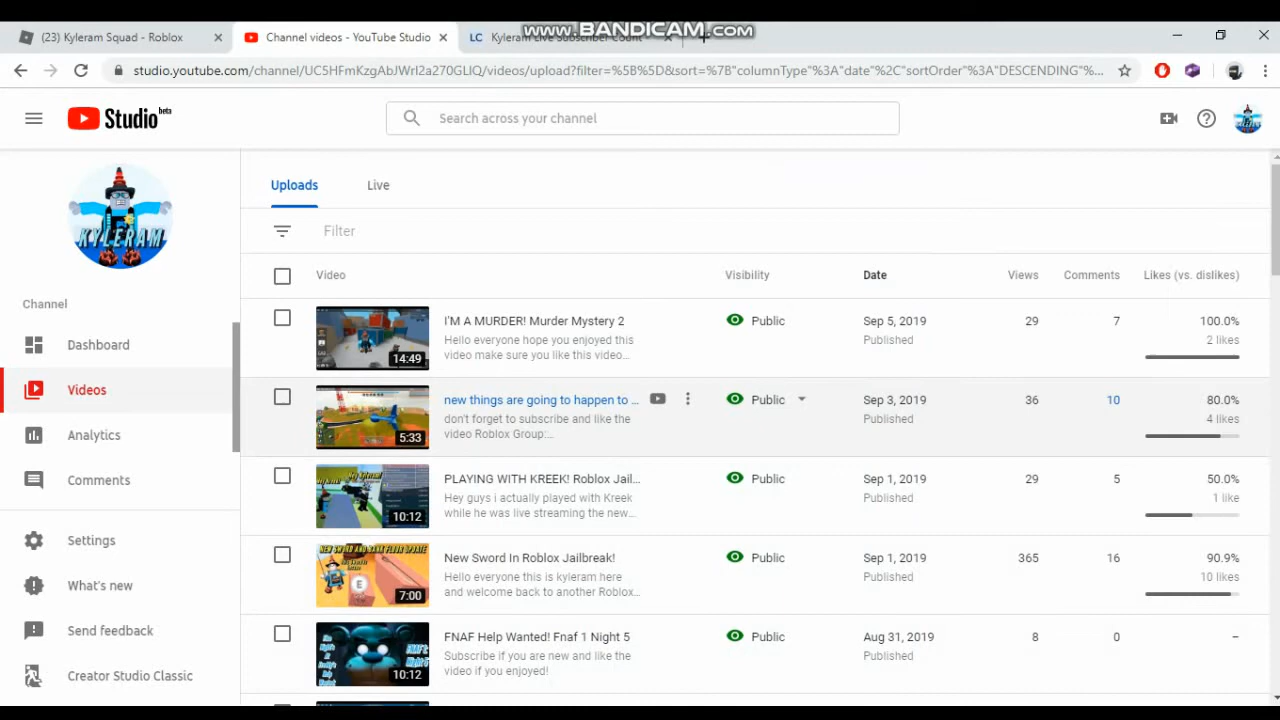 www.BANDICAM.com
(23) Kyleram Squad - Roblox
Channel videos - YouTube Studio
LC Kyleram Live Subscriber Count
studio.youtube.com/channel/UC5HFmKzgAbJWrl2a270GLIQ/videos/upload?filter=%5B%5D&sort=%7B"columnType"%3A"date"%2C"sortOrder"%3A"DESCENDING"%...
Studio beta
Search across your channel
KYLERAM
Channel
Dashboard
Videos
Analytics
Comments
Settings
What's new
Send feedback
Creator Studio Classic
Uploads Live
Filter
Video Visibility Date Views Comments Likes (vs. dislikes)
14:49
I'M A MURDER! Murder Mystery 2
Hello everyone hope you enjoyed this
video make sure you like this video...
Public Sep 5, 2019 29 7 100.0%
Published 2 likes
5:33
new things are going to happen to ...
don't forget to subscribe and like the
video Roblox Group:...
Public Sep 3, 2019 36 10 80.0%
Published 4 likes
10:12
PLAYING WITH KREEK! Roblox Jail...
Hey guys i actually played with Kreek
while he was live streaming the new...
Public Sep 1, 2019 29 5 50.0%
Published 1 like
NEW SWORD AND BANK FLOOR UPDATE
E
7:00
New Sword In Roblox Jailbreak!
Hello everyone this is kyleram here
and welcome back to another Roblox...
Public Sep 1, 2019 365 16 90.9%
Published 10 likes
10:12
FNAF Help Wanted! Fnaf 1 Night 5
Subscribe if you are new and like the
video if you enjoyed!
Public Aug 31, 2019 8 0 –
Published